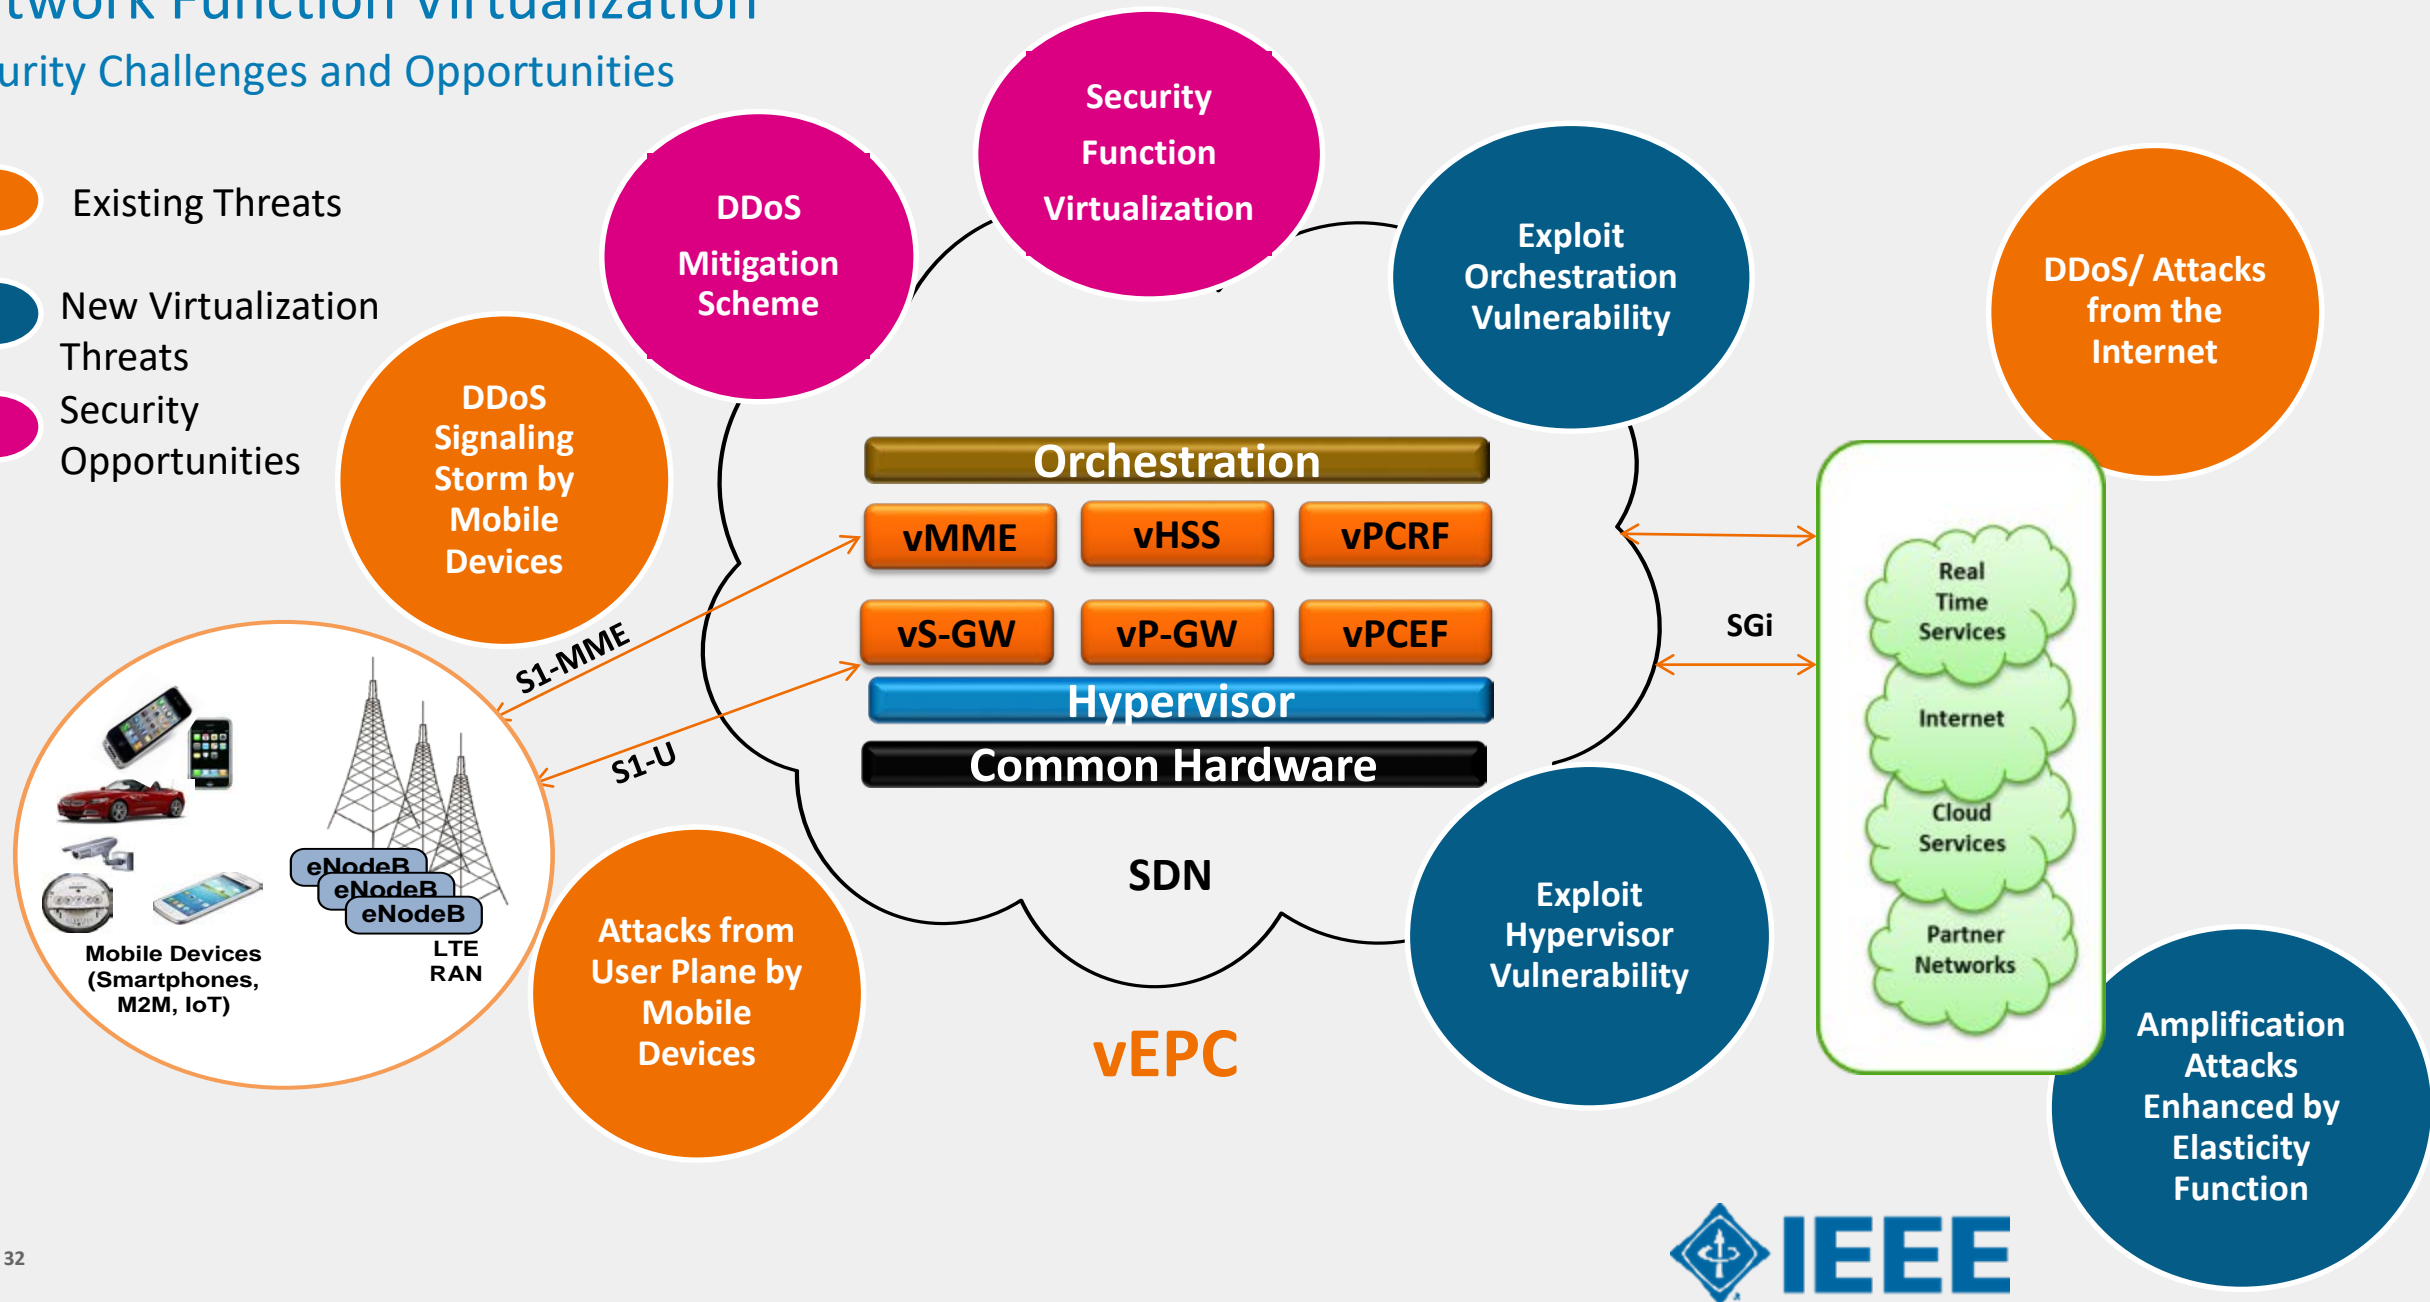 twork Function Virtualization
urity Challenges and Opportunities
Existing Threats
New Virtualization
Threats
Security
Opportunities
DDoS
Signaling
Storm by
Mobile
Devices
DDoS
Mitigation
Scheme
Security
Function
Virtualization
Exploit
Orchestration
Vulnerability
DDoS/ Attacks
from the
Internet
Orchestration
vMME
vHSS
vPCRF
vS-GW
vP-GW
vPCEF
Hypervisor
Common Hardware
SDN
vEPC
S1-MME
S1-U
SGi
eNodeB
eNodeB
eNodeB
LTE
RAN
Mobile Devices
(Smartphones,
M2M, IoT)
Attacks from
User Plane by
Mobile
Devices
Exploit
Hypervisor
Vulnerability
Real
Time
Services
Internet
Cloud
Services
Partner
Networks
Amplification
Attacks
Enhanced by
Elasticity
Function
32
IEEE